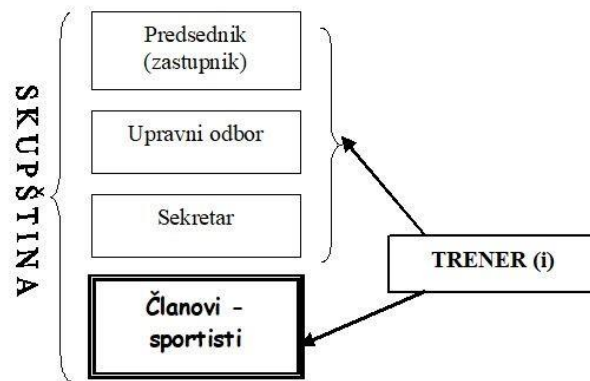 SKUPŠTINA
Predsednik
(zastupnik)
Upravni odbor
Sekretar
Članovi -
sportisti
TRENER (i)